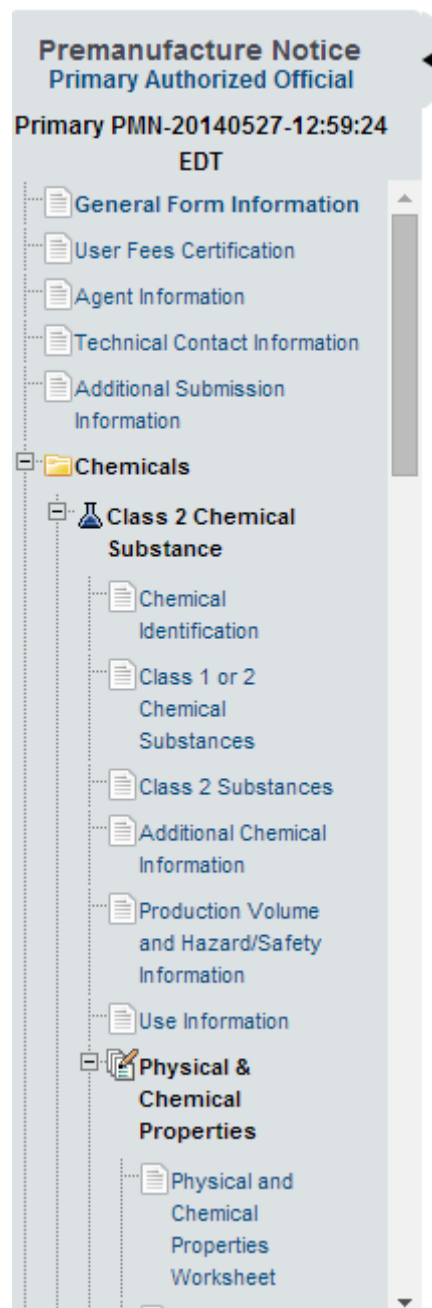 Premanufacture Notice
Primary Authorized Official
Primary PMN-20140527-12:59:24
EDT
General Form Information
User Fees Certification
Agent Information
Technical Contact Information
Additional Submission
Information
Chemicals
Class 2 Chemical
Substance
Chemical
Identification
Class 1 or 2
Chemical
Substances
Class 2 Substances
Additional Chemical
Information
Production Volume
and Hazard/Safety
Information
Use Information
Physical &
Chemical
Properties
Physical and
Chemical
Properties
Worksheet